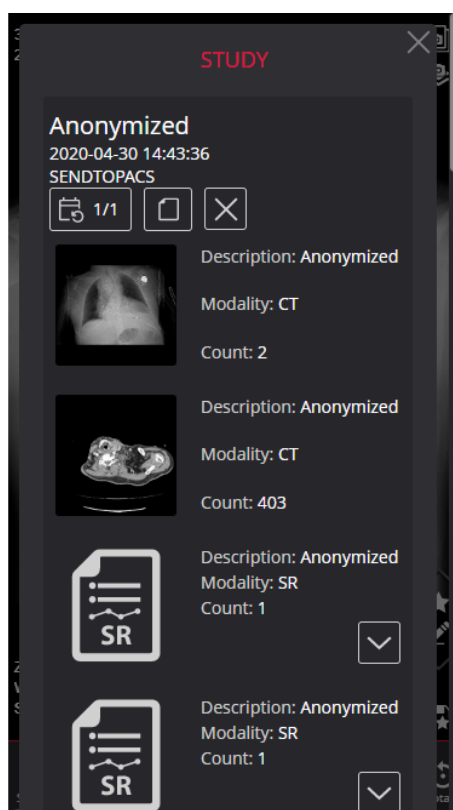 STUDY
Anonymized
2020-04-30 14:43:36
SENDTOPACS
1/1
Description: Anonymized
Modality: CT
Count: 2
Description: Anonymized
Modality: CT
Count: 403
SR
Description: Anonymized
Modality: SR
Count: 1
SR
Description: Anonymized
Modality: SR
Count: 1